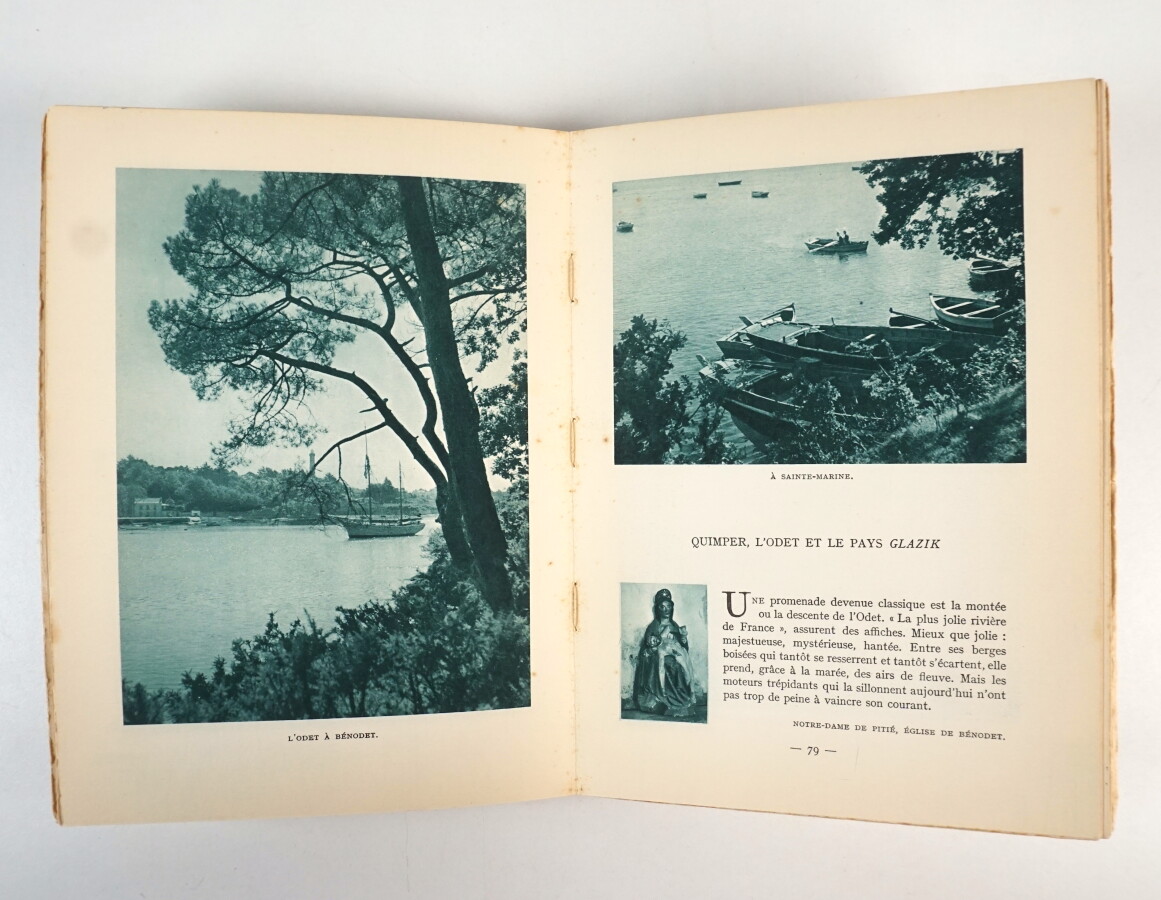 L'ODET À BÉNODET.
À SAINTE-MARINE.
QUIMPER, L'ODET ET LE PAYS GLAZIK
UNE promenade devenue classique est la montée
ou la descente de l'Odet. « La plus jolie rivière
de France », assurent des affiches. Mieux que jolie :
majestueuse, mystérieuse, hantée. Entre ses berges
boisées qui tantôt se resserrent et tantôt s'écartent, elle
prend, grâce à la marée, des airs de fleuve. Mais les
moteurs trépidants qui la sillonnent aujourd'hui n'ont
pas trop de peine à vaincre son courant.
NOTRE-DAME DE PITIÉ, ÉGLISE DE BÉNODET.
— 79 —